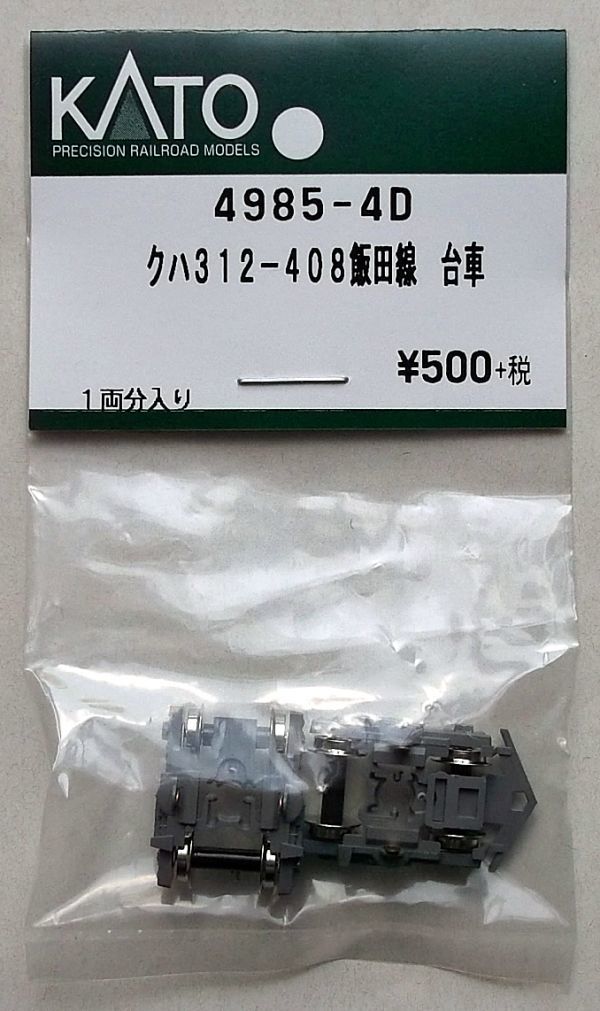 KATO
PRECISION RAILROAD MODELS
4985-4D
クハ312-408飯田線 台車
¥500+税
1両分入り